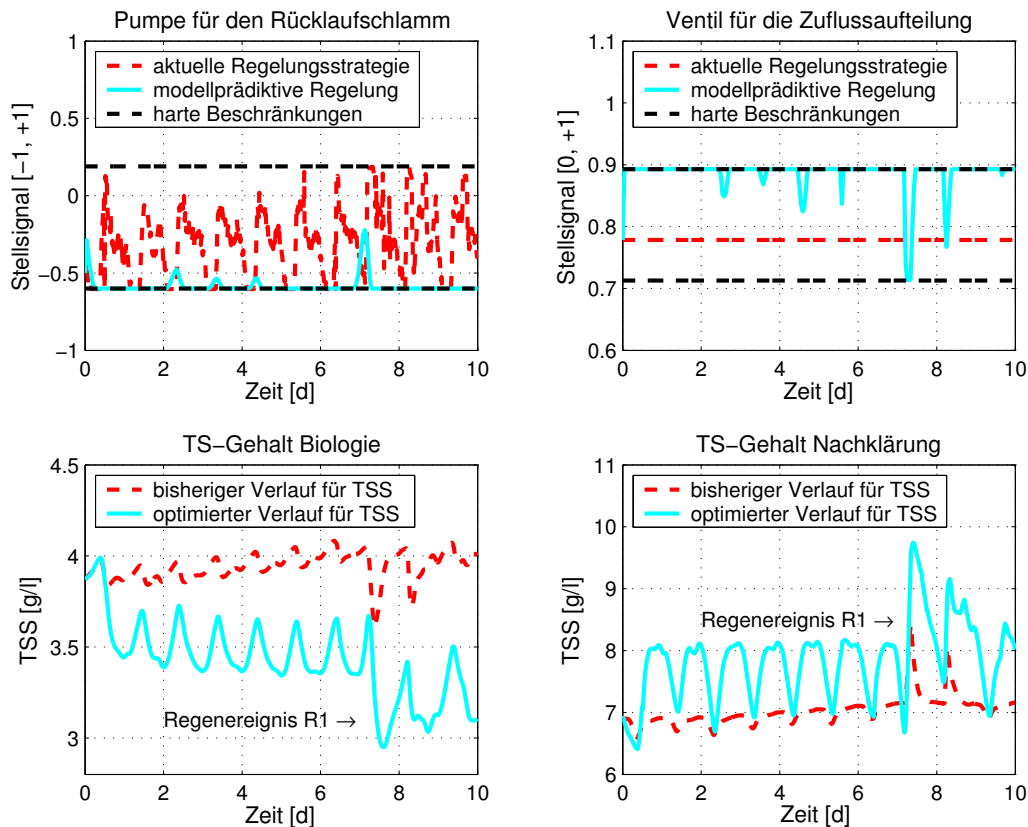 Pumpe für den Rücklaufschlamm
1
aktuelle Regelungsstrategie
modellprädiktive Regelung
harte Beschränkungen
0.5
0
−0.5
−1
Stellsignal [−1, +1]
0 2 4 6 8 10
Zeit [d]
Ventil für die Zuflussaufteilung
1.1
aktuelle Regelungsstrategie
modellprädiktive Regelung
harte Beschränkungen
1
0.9
0.8
0.7
0.6
Stellsignal [0, +1]
0 2 4 6 8 10
Zeit [d]
TS−Gehalt Biologie
4.5
bisheriger Verlauf für TSS
optimierter Verlauf für TSS
4
3.5
3
TSS [g/l]
Regenereignis R1 →
0 2 4 6 8 10
Zeit [d]
TS−Gehalt Nachklärung
11
bisheriger Verlauf für TSS
optimierter Verlauf für TSS
10
9
8
7
6
TSS [g/l]
Regenereignis R1 →
0 2 4 6 8 10
Zeit [d]